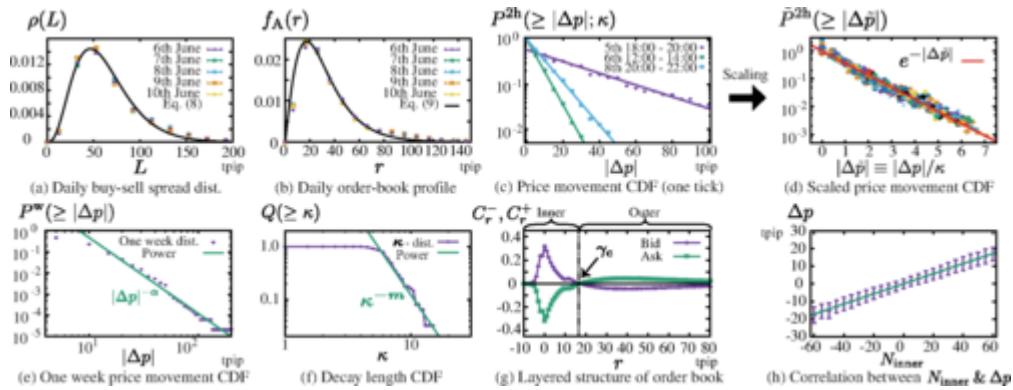 ρ(L)
0.012
0.008
0.004
0
6th June
7th June
8th June
9th June
10th June
Eq. (8)
0 50 100 150 200
L tpip
(a) Daily buy-sell spread dist.
f_Λ(r)
0.02
0.01
0
6th June
7th June
8th June
9th June
10th June
Eq. (9)
0 20 40 60 80 100 120 140
r tpip
(b) Daily order-book profile
P^2h(≥ |Δp|; κ)
10^0
10^-1
10^-2
5th 18:00 - 20:00
6th 12:00 - 14:00
8th 20:00 - 22:00
0 20 40 60 80 100
|Δp| tpip
(c) Price movement CDF (one tick)
Scaling
P̃^2h(≥ |Δp̃|)
10^0
10^-1
10^-2
10^-3
e^-|Δp̃|
0 1 2 3 4 5 6 7
|Δp̃| ≡ |Δp|/κ
(d) Scaled price movement CDF
P^w(≥ |Δp|)
10^0
10^-1
10^-2
10^-3
10^-4
10^-5
One week dist.
Power
|Δp|^-α
10^1 10^2
|Δp| tpip
(e) One week price movement CDF
Q(≥ κ)
1.0
0.1
κ - dist.
Power
κ^-m
1 10
κ tpip
(f) Decay length CDF
C_r^-, C_r^+ Inner Outer
0.4
0.2
0
-0.2
-0.4
γ_c
Bid
Ask
-10 0 10 20 30 40 50 60 70 80
r tpip
(g) Layered structure of order book
Δp
tpip
30
20
10
0
-10
-20
-30
-60 -40 -20 0 20 40 60
N_inner
(h) Correlation between N_inner & Δp